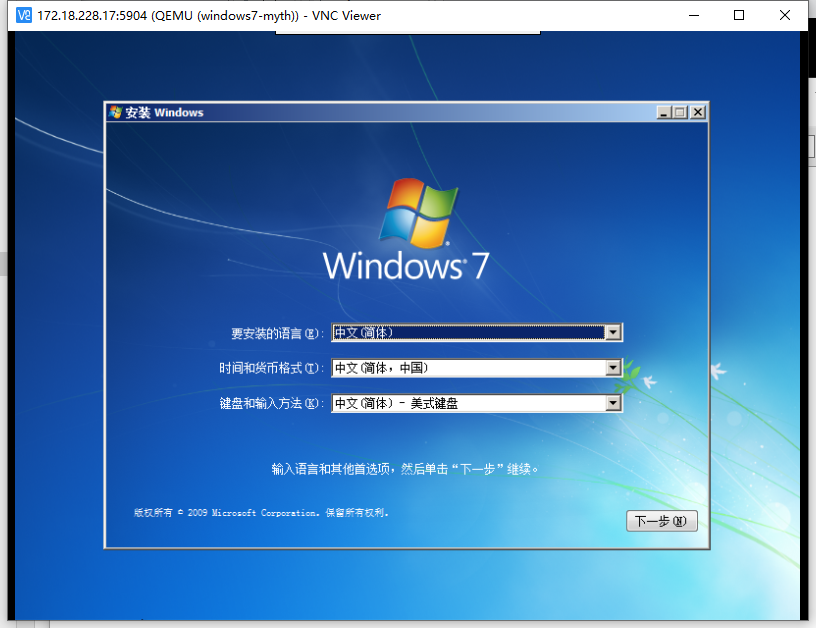 172.18.228.17:5904 (QEMU (windows7-myth)) - VNC Viewer
安装 Windows
Windows 7
要安装的语言(E): 中文(简体)
时间和货币格式(T): 中文(简体，中国)
键盘和输入方法(K): 中文(简体) - 美式键盘
输入语言和其他首选项，然后单击“下一步”继续。
版权所有 © 2009 Microsoft Corporation。保留所有权利。
下一步(N)